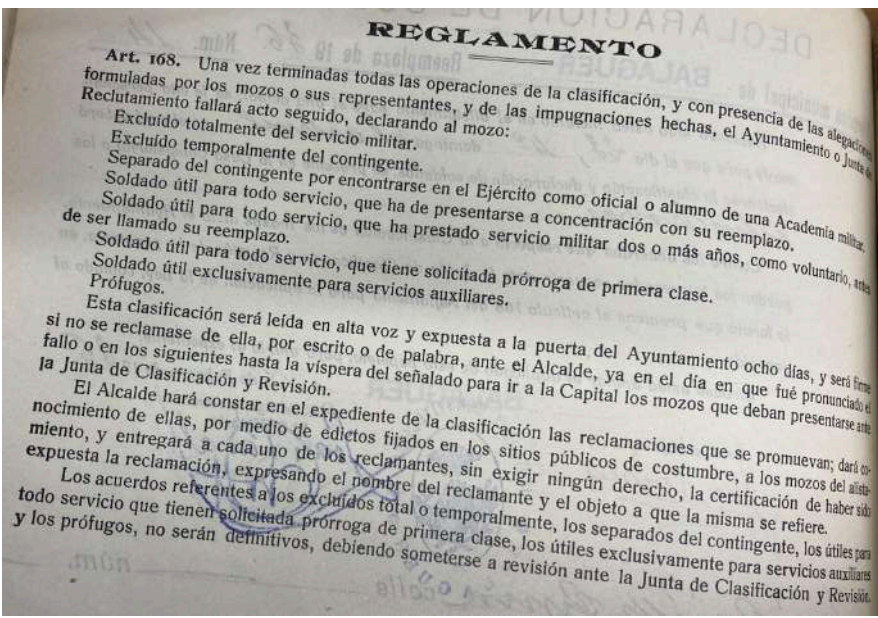 REGLAMENTO
Art. 168. Una vez terminadas todas las operaciones de la clasificación, y con presencia de las alegaciones
formuladas por los mozos o sus representantes, y de las impugnaciones hechas, el Ayuntamiento o Junta de
Reclutamiento fallará acto seguido, declarando al mozo:
Excluído totalmente del servicio militar.
Excluído temporalmente del contingente.
Separado del contingente por encontrarse en el Ejército como oficial o alumno de una Academia militar.
Soldado útil para todo servicio, que ha de presentarse a concentración con su reemplazo.
Soldado útil para todo servicio, que ha prestado servicio militar dos o más años, como voluntario, antes
de ser llamado su reemplazo.
Soldado útil para todo servicio, que tiene solicitada prórroga de primera clase.
Soldado útil exclusivamente para servicios auxiliares.
Prófugos.
Esta clasificación será leída en alta voz y expuesta a la puerta del Ayuntamiento ocho días, y será firme
si no se reclamase de ella, por escrito o de palabra, ante el Alcalde, ya en el día en que fué pronunciado el
fallo o en los siguientes hasta la víspera del señalado para ir a la Capital los mozos que deban presentarse ante
la Junta de Clasificación y Revisión.
El Alcalde hará constar en el expediente de la clasificación las reclamaciones que se promuevan; dará co-
nocimiento de ellas, por medio de edictos fijados en los sitios públicos de costumbre, a los mozos del alista-
miento, y entregará a cada uno de los reclamantes, sin exigir ningún derecho, la certificación de haber sido
expuesta la reclamación, expresando el nombre del reclamante y el objeto a que la misma se refiere.
Los acuerdos referentes a los excluídos total o temporalmente, los separados del contingente, los útiles para
todo servicio que tienen solicitada prórroga de primera clase, los útiles exclusivamente para servicios auxiliares
y los prófugos, no serán definitivos, debiendo someterse a revisión ante la Junta de Clasificación y Revisión.